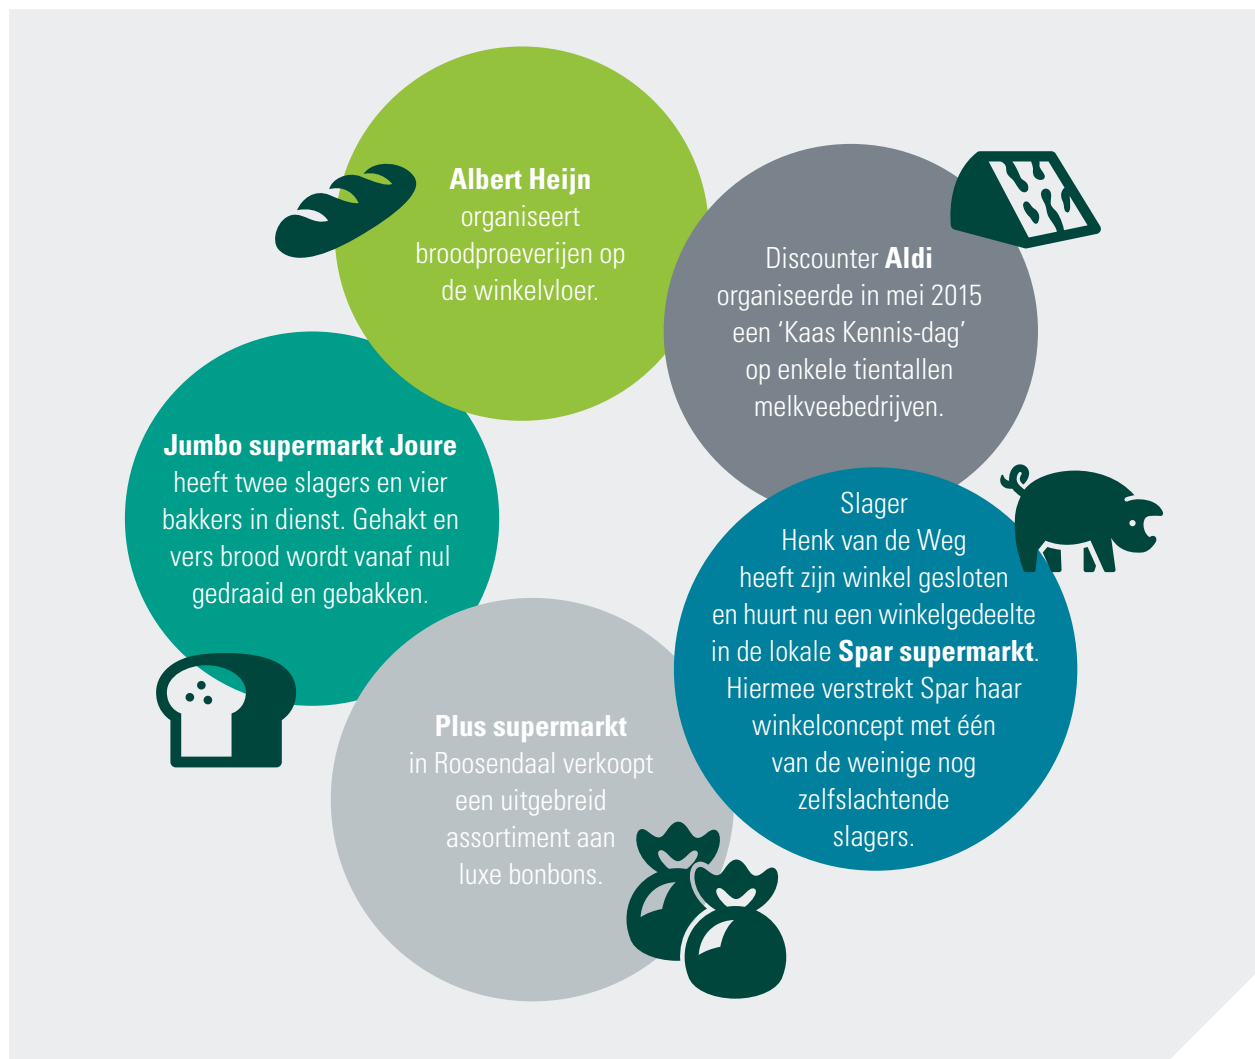 Albert Heijn
organiseert
broodproeverijen op
de winkelvloer.
Discounter Aldi
organiseerde in mei 2015
een ‘Kaas Kennis-dag’
op enkele tientallen
melkveebedrijven.
Jumbo supermarkt Joure
heeft twee slagers en vier
bakkers in dienst. Gehakt en
vers brood wordt vanaf nul
gedraaid en gebakken.
Slager
Henk van de Weg
heeft zijn winkel gesloten
en huurt nu een winkelgedeelte
in de lokale Spar supermarkt.
Hiermee verstrekt Spar haar
winkelconcept met één
van de weinige nog
zelfslachtende
slagers.
Plus supermarkt
in Roosendaal verkoopt
een uitgebreid
assortiment aan
luxe bonbons.